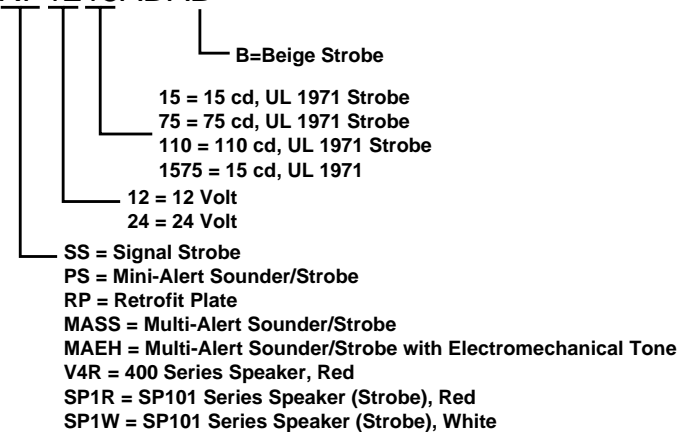 B=Beige Strobe
15 = 15 cd, UL 1971 Strobe
75 = 75 cd, UL 1971 Strobe
110 = 110 cd, UL 1971 Strobe
1575 = 15 cd, UL 1971
12 = 12 Volt
24 = 24 Volt
SS = Signal Strobe
PS = Mini-Alert Sounder/Strobe
RP = Retrofit Plate
MASS = Multi-Alert Sounder/Strobe
MAEH = Multi-Alert Sounder/Strobe with Electromechanical Tone
V4R = 400 Series Speaker, Red
SP1R = SP101 Series Speaker (Strobe), Red
SP1W = SP101 Series Speaker (Strobe), White